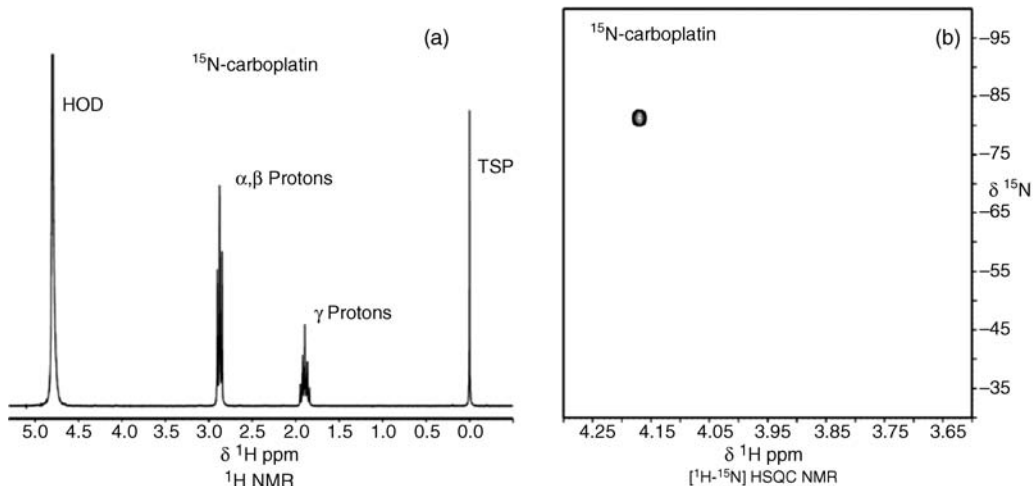 (a)
¹⁵N-carboplatin
HOD
α,β Protons
TSP
γ Protons
5.0 4.5 4.0 3.5 3.0 2.5 2.0 1.5 1.0 0.5 0.0
δ ¹H ppm
¹H NMR
¹⁵N-carboplatin
(b)
–95
–85
–75
δ ¹⁵N
–65
–55
–45
–35
4.25 4.15 4.05 3.95 3.85 3.75 3.65
δ ¹H ppm
[¹H-¹⁵N] HSQC NMR